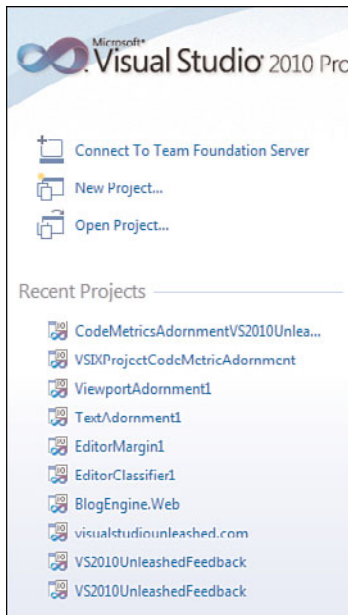 Microsoft®
Visual Studio® 2010 Pro
Connect To Team Foundation Server
New Project...
Open Project...
Recent Projects
CodeMetricsAdornmentVS2010Unlea...
VSIXProjectCodeMetricAdornment
ViewportAdornment1
TextAdornment1
EditorMargin1
EditorClassifier1
BlogEngine.Web
visualstudiounleashed.com
VS2010UnleashedFeedback
VS2010UnleashedFeedback